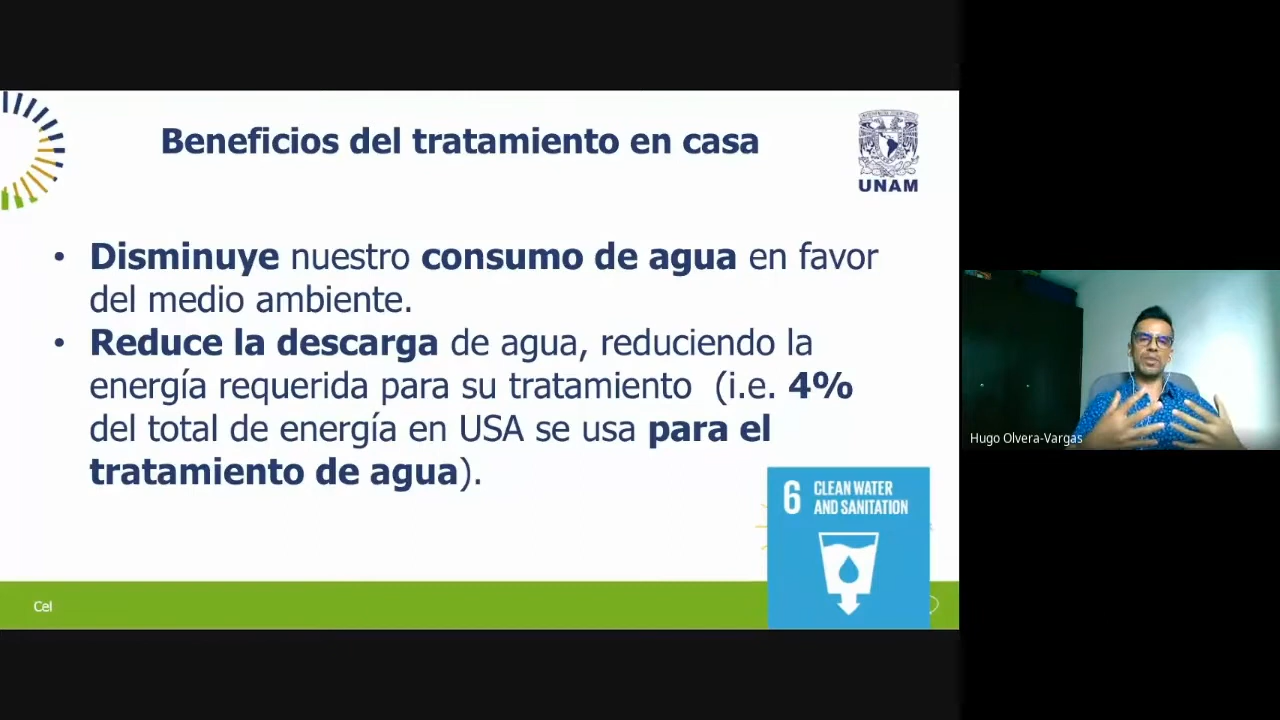 Beneficios del tratamiento en casa
UNAM
• Disminuye nuestro consumo de agua en favor
del medio ambiente.
• Reduce la descarga de agua, reduciendo la
energía requerida para su tratamiento (i.e. 4%
del total de energía en USA se usa para el
tratamiento de agua).
6 CLEAN WATER
AND SANITATION
Cel
Hugo Olvera-Vargas